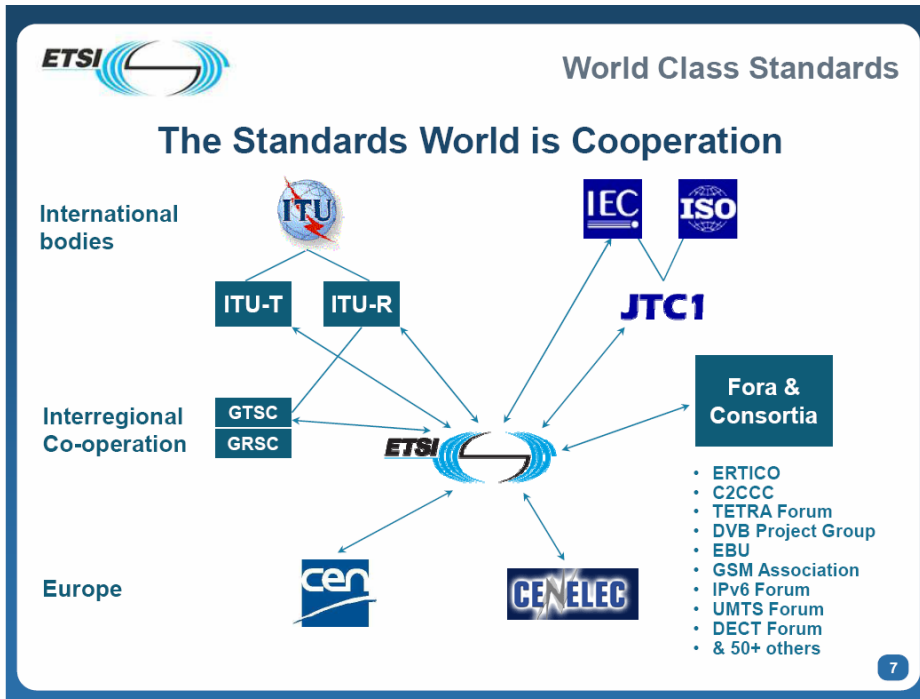 ETSI
World Class Standards
The Standards World is Cooperation
International
bodies
ITU
IEC
ISO
ITU-T
ITU-R
JTC1
Interregional
Co-operation
GTSC
GRSC
ETSI
Fora &
Consortia
• ERTICO
• C2CCC
• TETRA Forum
• DVB Project Group
• EBU
• GSM Association
• IPv6 Forum
• UMTS Forum
• DECT Forum
• & 50+ others
Europe
cen
CENELEC
7